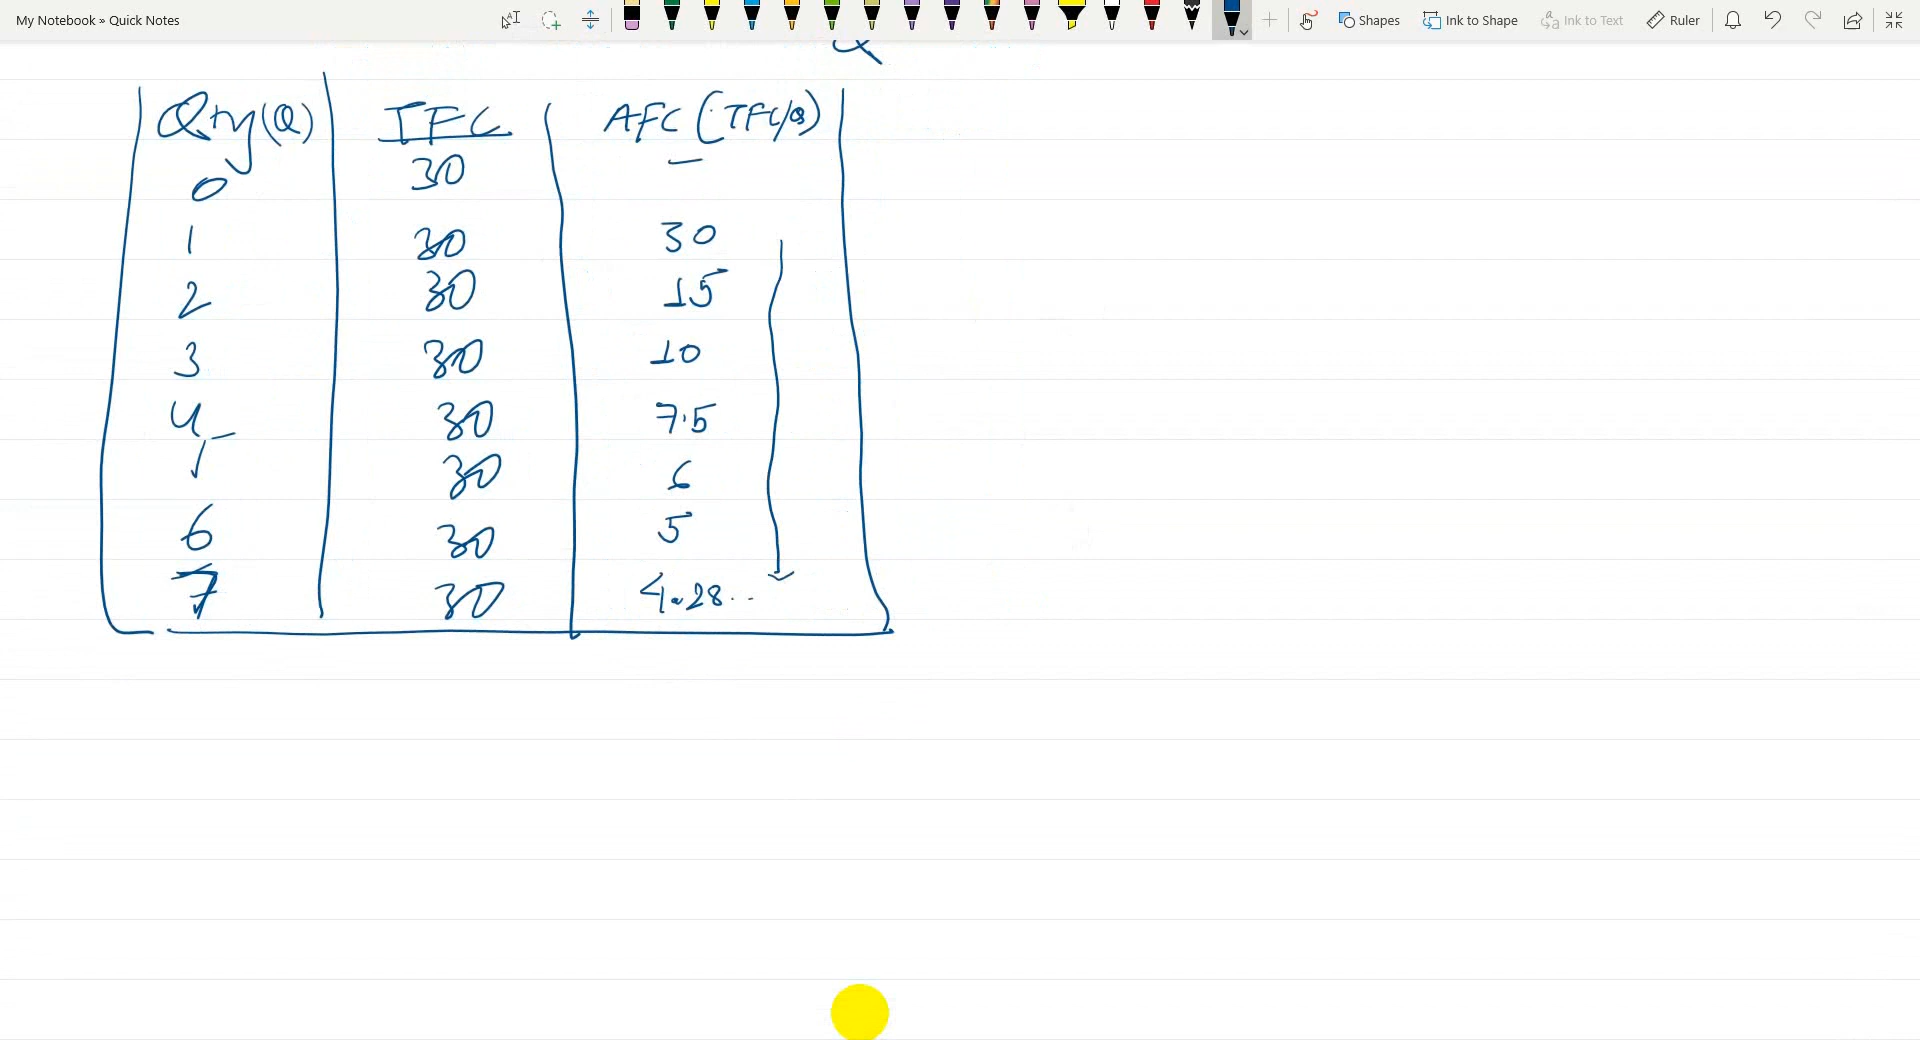 My Notebook » Quick Notes
Shapes Ink to Shape Ink to Text Ruler
Qty(Q) TFC AFC (TFC/Q)
0 30 —
1 30 30
2 30 15
3 30 10
4 30 7.5
5 30 6
6 30 5
7 30 4.28..